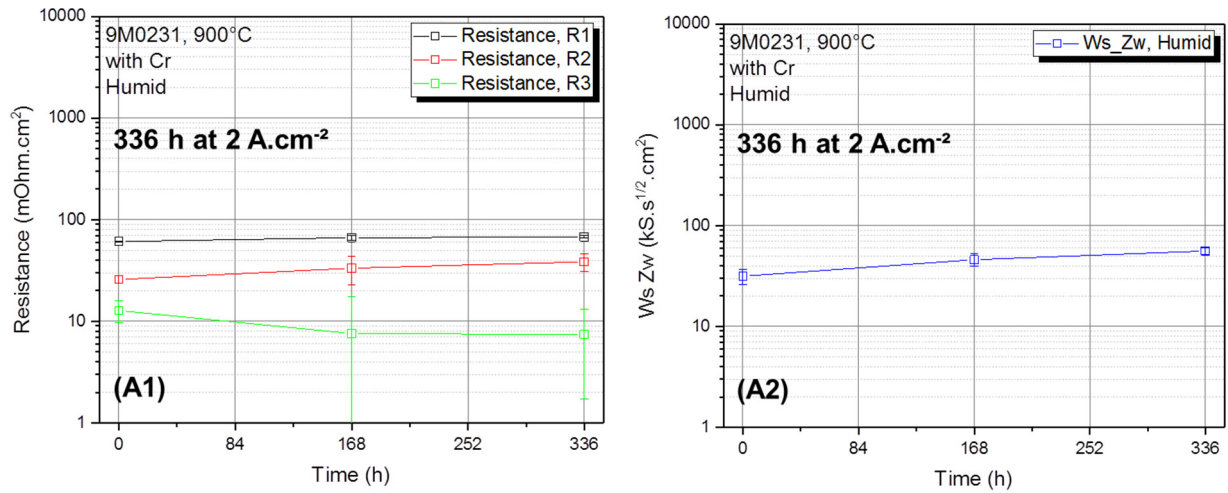 10000
1000
100
10
1
Resistance (mOhm.cm²)
9M0231, 900°C
with Cr
Humid
Resistance, R1
Resistance, R2
Resistance, R3
336 h at 2 A.cm⁻²
(A1)
0 84 168 252 336
Time (h)
10000
1000
100
10
1
Ws Zw (kS.s^1/2.cm²)
9M0231, 900°C
with Cr
Humid
Ws_Zw, Humid
336 h at 2 A.cm⁻²
(A2)
0 84 168 252 336
Time (h)